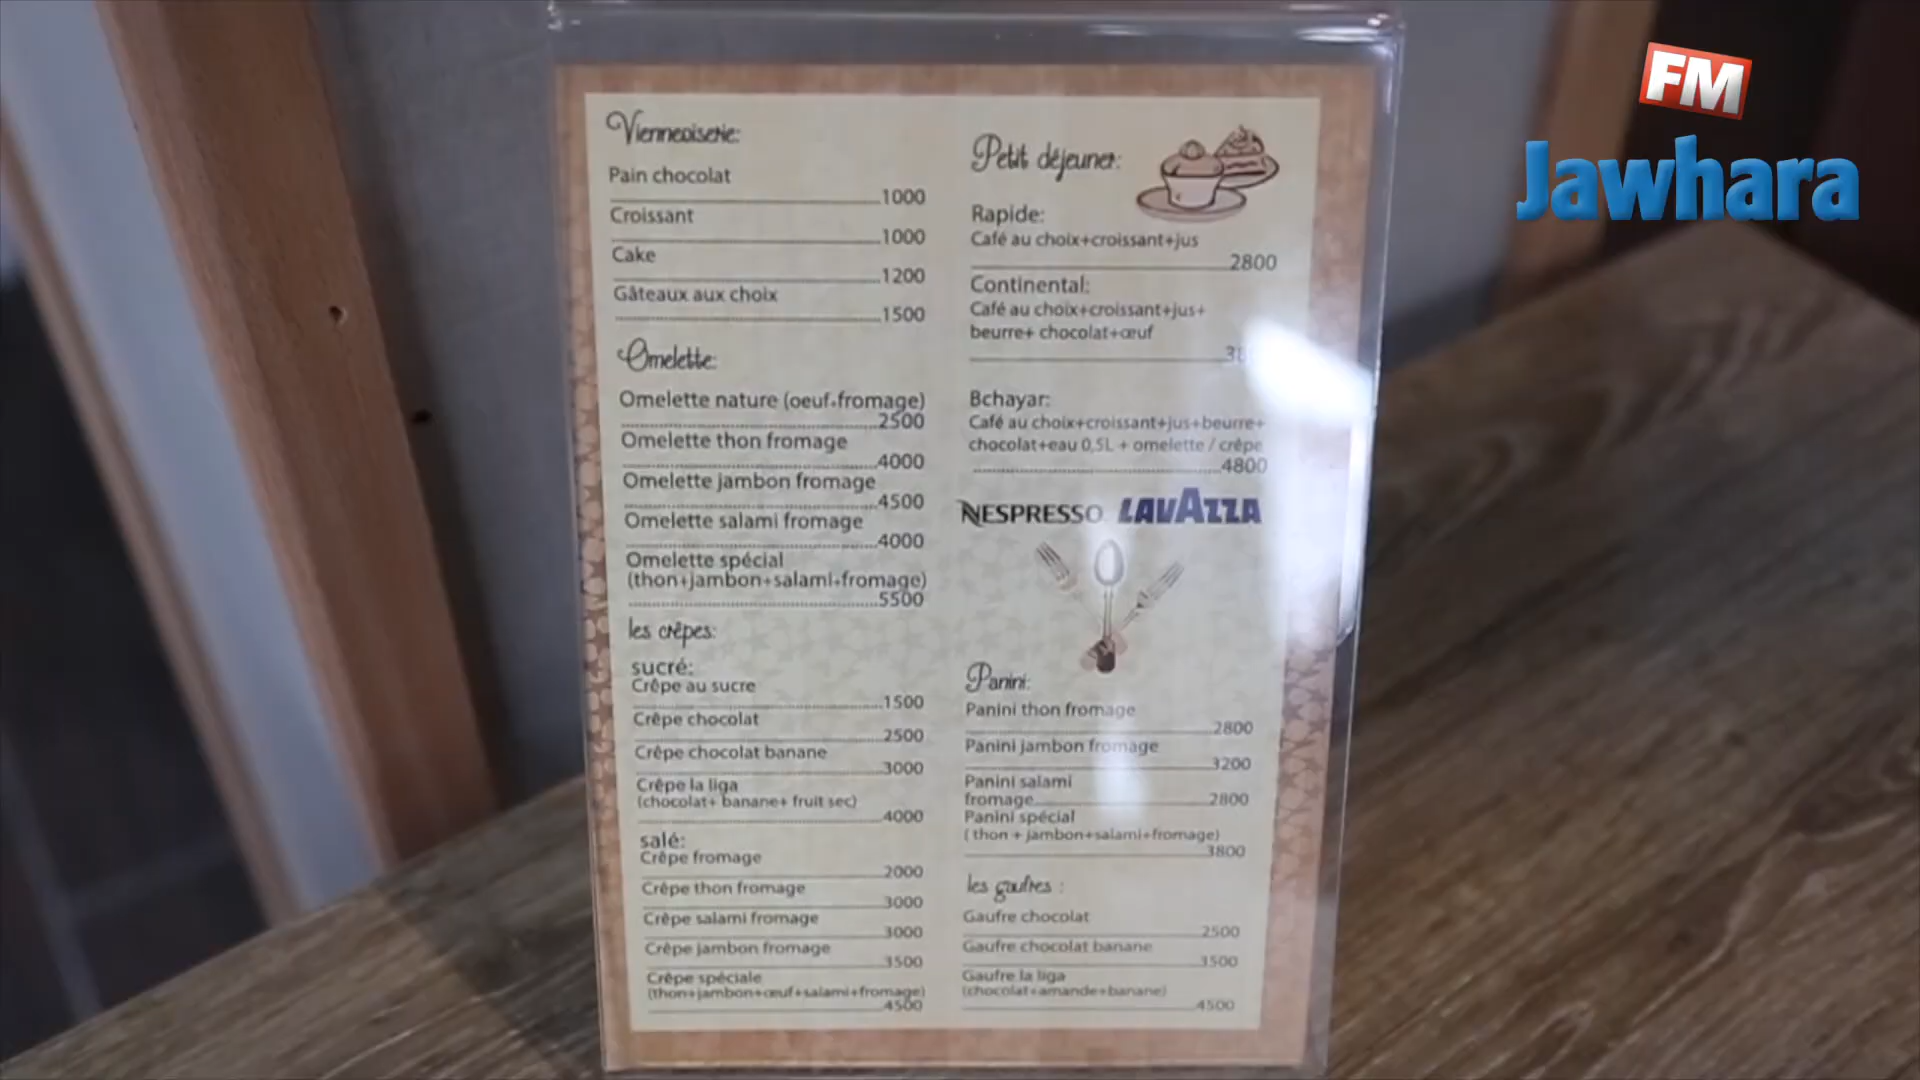 Viennoiserie:
Pain chocolat
1000
Croissant
1000
Cake
1200
Gâteaux aux choix
1500
Omelette:
Omelette nature (oeuf+fromage)
2500
Omelette thon fromage
4000
Omelette jambon fromage
4500
Omelette salami fromage
4000
Omelette spécial
(thon+jambon+salami+fromage)
5500
les crêpes:
sucré:
Crêpe au sucre
1500
Crêpe chocolat
2500
Crêpe chocolat banane
3000
Crêpe la liga
(chocolat+ banane+ fruit sec)
4000
salé:
Crêpe fromage
2000
Crêpe thon fromage
3000
Crêpe salami fromage
3000
Crêpe jambon fromage
3500
Crêpe spéciale
(thon+jambon+œuf+salami+fromage)
4500
Petit déjeuner:
Rapide:
Café au choix+croissant+jus
2800
Continental:
Café au choix+croissant+jus+
beurre+ chocolat+œuf
Bchayar:
Café au choix+croissant+jus+beurre+
chocolat+eau 0,5L + omelette / crêpe
4800
NESPRESSO LAVAZZA
Panini:
Panini thon fromage
2800
Panini jambon fromage
3200
Panini salami
fromage 2800
Panini spécial
( thon + jambon+salami+fromage)
3800
les gaufres :
Gaufre chocolat
2500
Gaufre chocolat banane
3500
Gaufre la liga
(chocolat+amande+banane)
4500
FM
Jawhara